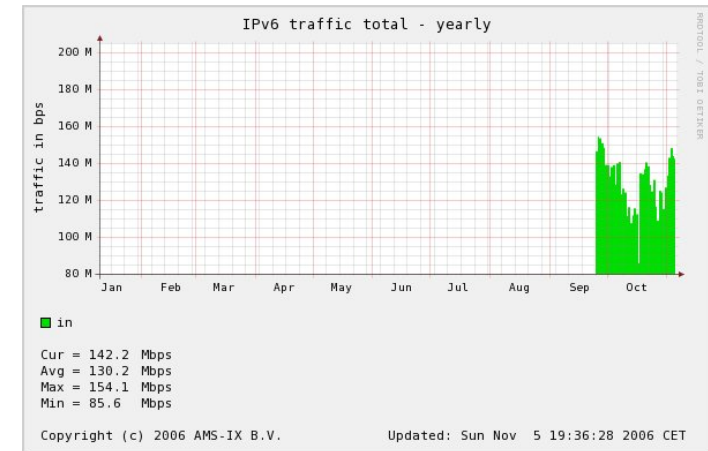 IPv6 traffic total - yearly
RRDTOOL / TOBI OETIKER
traffic in bps
200 M
180 M
160 M
140 M
120 M
100 M
80 M
Jan Feb Mar Apr May Jun Jul Aug Sep Oct
in
Cur = 142.2 Mbps
Avg = 130.2 Mbps
Max = 154.1 Mbps
Min = 85.6 Mbps
Copyright (c) 2006 AMS-IX B.V. Updated: Sun Nov 5 19:36:28 2006 CET